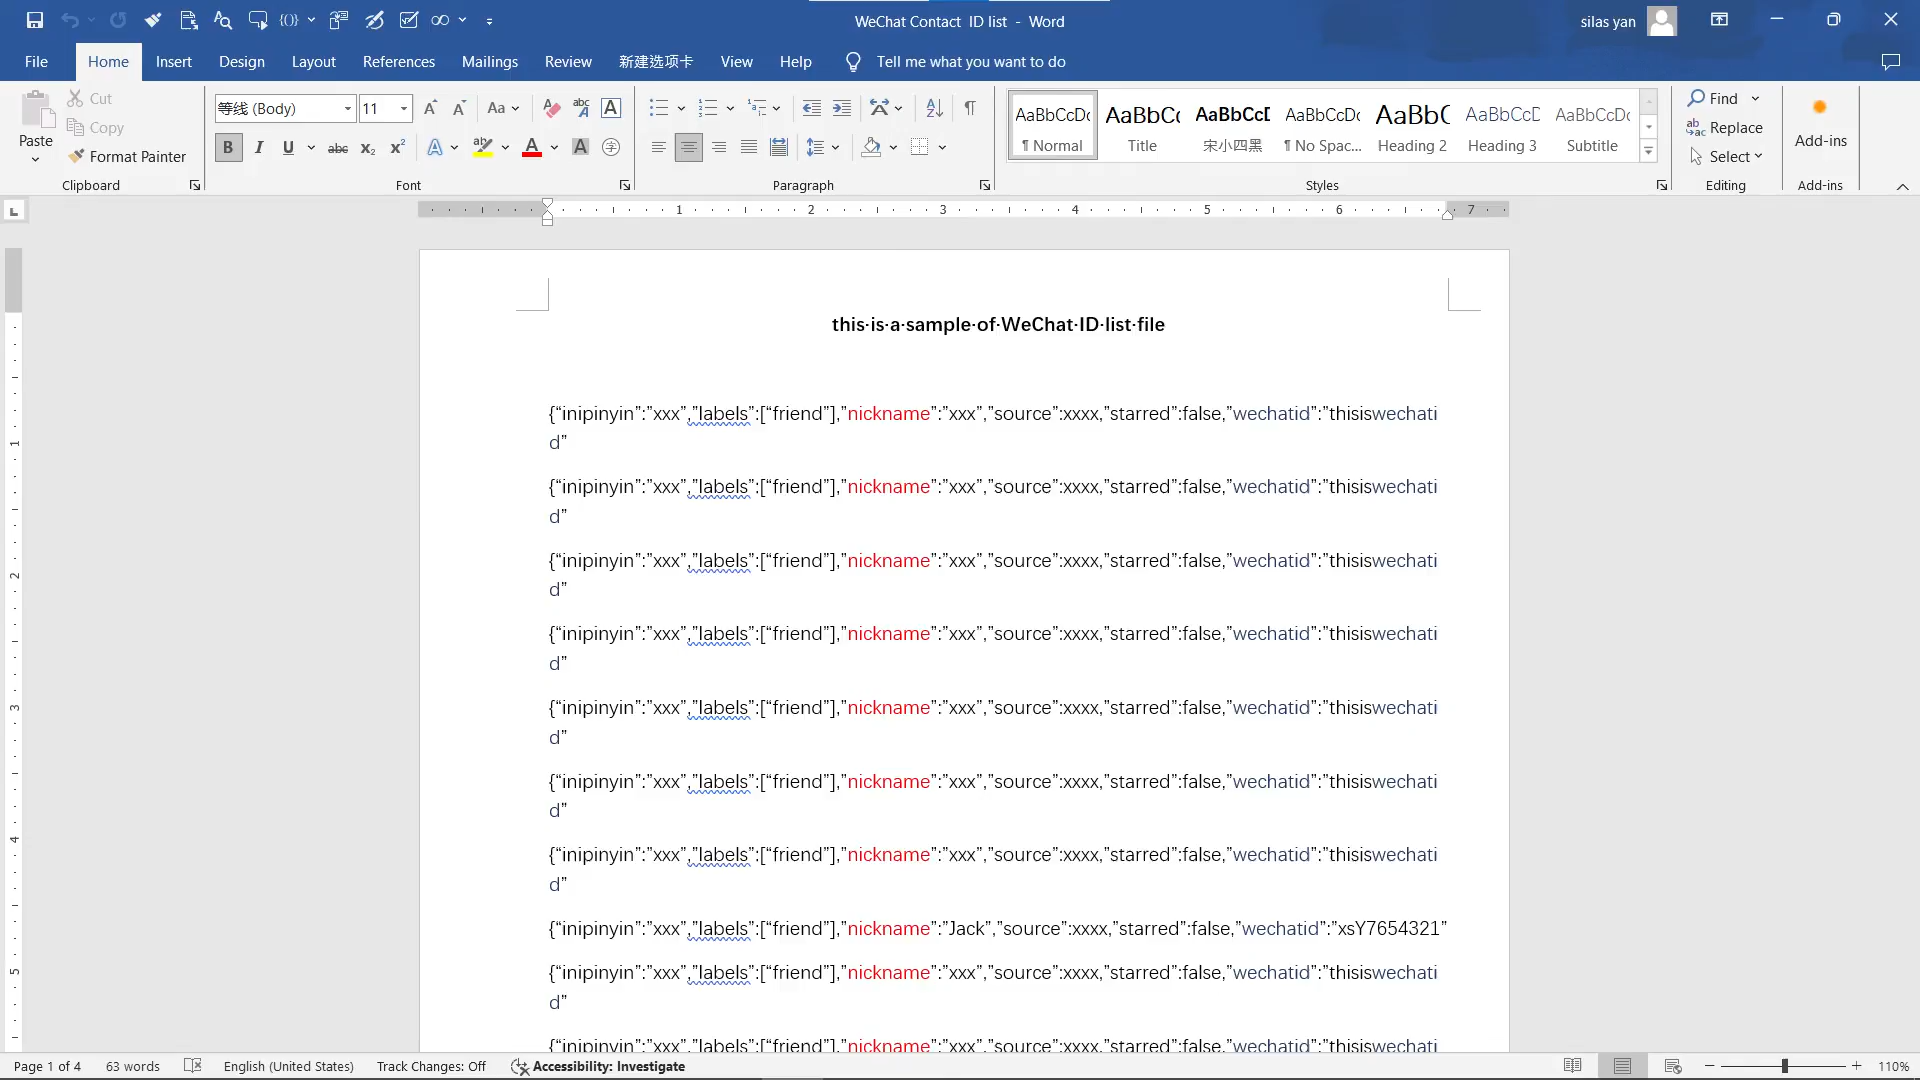 WeChat Contact ID list - Word
silas yan
File
Home
Insert
Design
Layout
References
Mailings
Review
新建选项卡
View
Help
Tell me what you want to do
Paste
Cut
Copy
Format Painter
Clipboard
等线 (Body)
11
Font
Paragraph
AaBbCcDc
¶ Normal
AaBbCc
Title
AaBbCcD
宋小四黑
AaBbCcDc
¶ No Spac...
AaBbC
Heading 2
AaBbCcD
Heading 3
AaBbCcDc
Subtitle
Styles
Find
Replace
Select
Editing
Add-ins
Add-ins
1 2 3 4 5 6 7
this·is·a·sample·of·WeChat·ID·list·file
{“inipinyin”:”xxx”,”labels”:[“friend”],”nickname”:”xxx”,”source”:xxxx,”starred”:false,”wechatid”:”thisiswechati
d”
{“inipinyin”:”xxx”,”labels”:[“friend”],”nickname”:”xxx”,”source”:xxxx,”starred”:false,”wechatid”:”thisiswechati
d”
{“inipinyin”:”xxx”,”labels”:[“friend”],”nickname”:”xxx”,”source”:xxxx,”starred”:false,”wechatid”:”thisiswechati
d”
{“inipinyin”:”xxx”,”labels”:[“friend”],”nickname”:”xxx”,”source”:xxxx,”starred”:false,”wechatid”:”thisiswechati
d”
{“inipinyin”:”xxx”,”labels”:[“friend”],”nickname”:”xxx”,”source”:xxxx,”starred”:false,”wechatid”:”thisiswechati
d”
{“inipinyin”:”xxx”,”labels”:[“friend”],”nickname”:”xxx”,”source”:xxxx,”starred”:false,”wechatid”:”thisiswechati
d”
{“inipinyin”:”xxx”,”labels”:[“friend”],”nickname”:”xxx”,”source”:xxxx,”starred”:false,”wechatid”:”thisiswechati
d”
{“inipinyin”:”xxx”,”labels”:[“friend”],”nickname”:”Jack”,”source”:xxxx,”starred”:false,”wechatid”:”xsY7654321”
{“inipinyin”:”xxx”,”labels”:[“friend”],”nickname”:”xxx”,”source”:xxxx,”starred”:false,”wechatid”:”thisiswechati
d”
{“inipinyin”:”xxx”,”labels”:[“friend”],”nickname”:”xxx”,”source”:xxxx,”starred”:false,”wechatid”:”thisiswechati
Page 1 of 4
63 words
English (United States)
Track Changes: Off
Accessibility: Investigate
110%